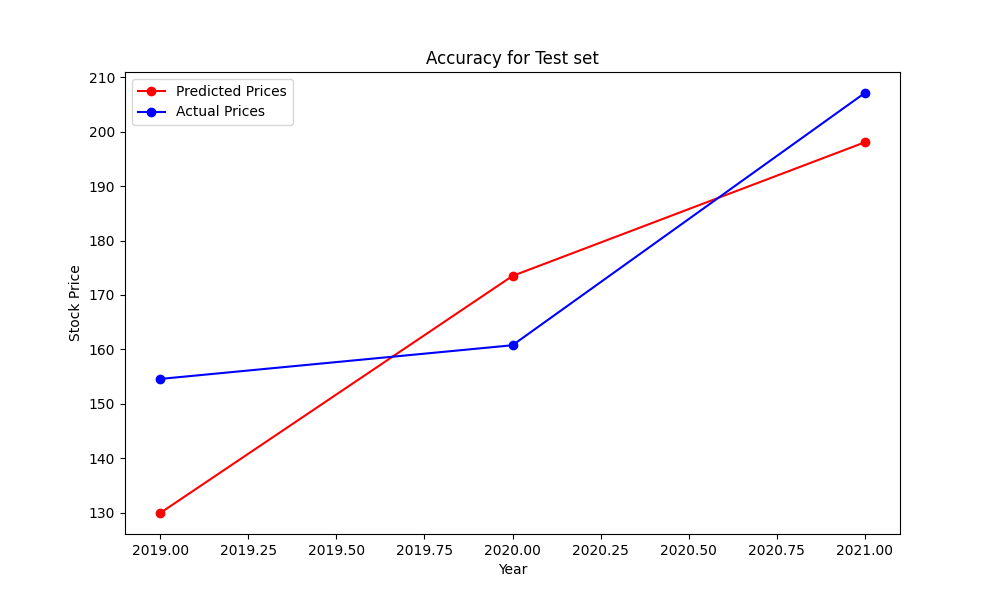 Accuracy for Test set
Predicted Prices
Actual Prices
Stock Price
210
200
190
180
170
160
150
140
130
2019.00 2019.25 2019.50 2019.75 2020.00 2020.25 2020.50 2020.75 2021.00
Year